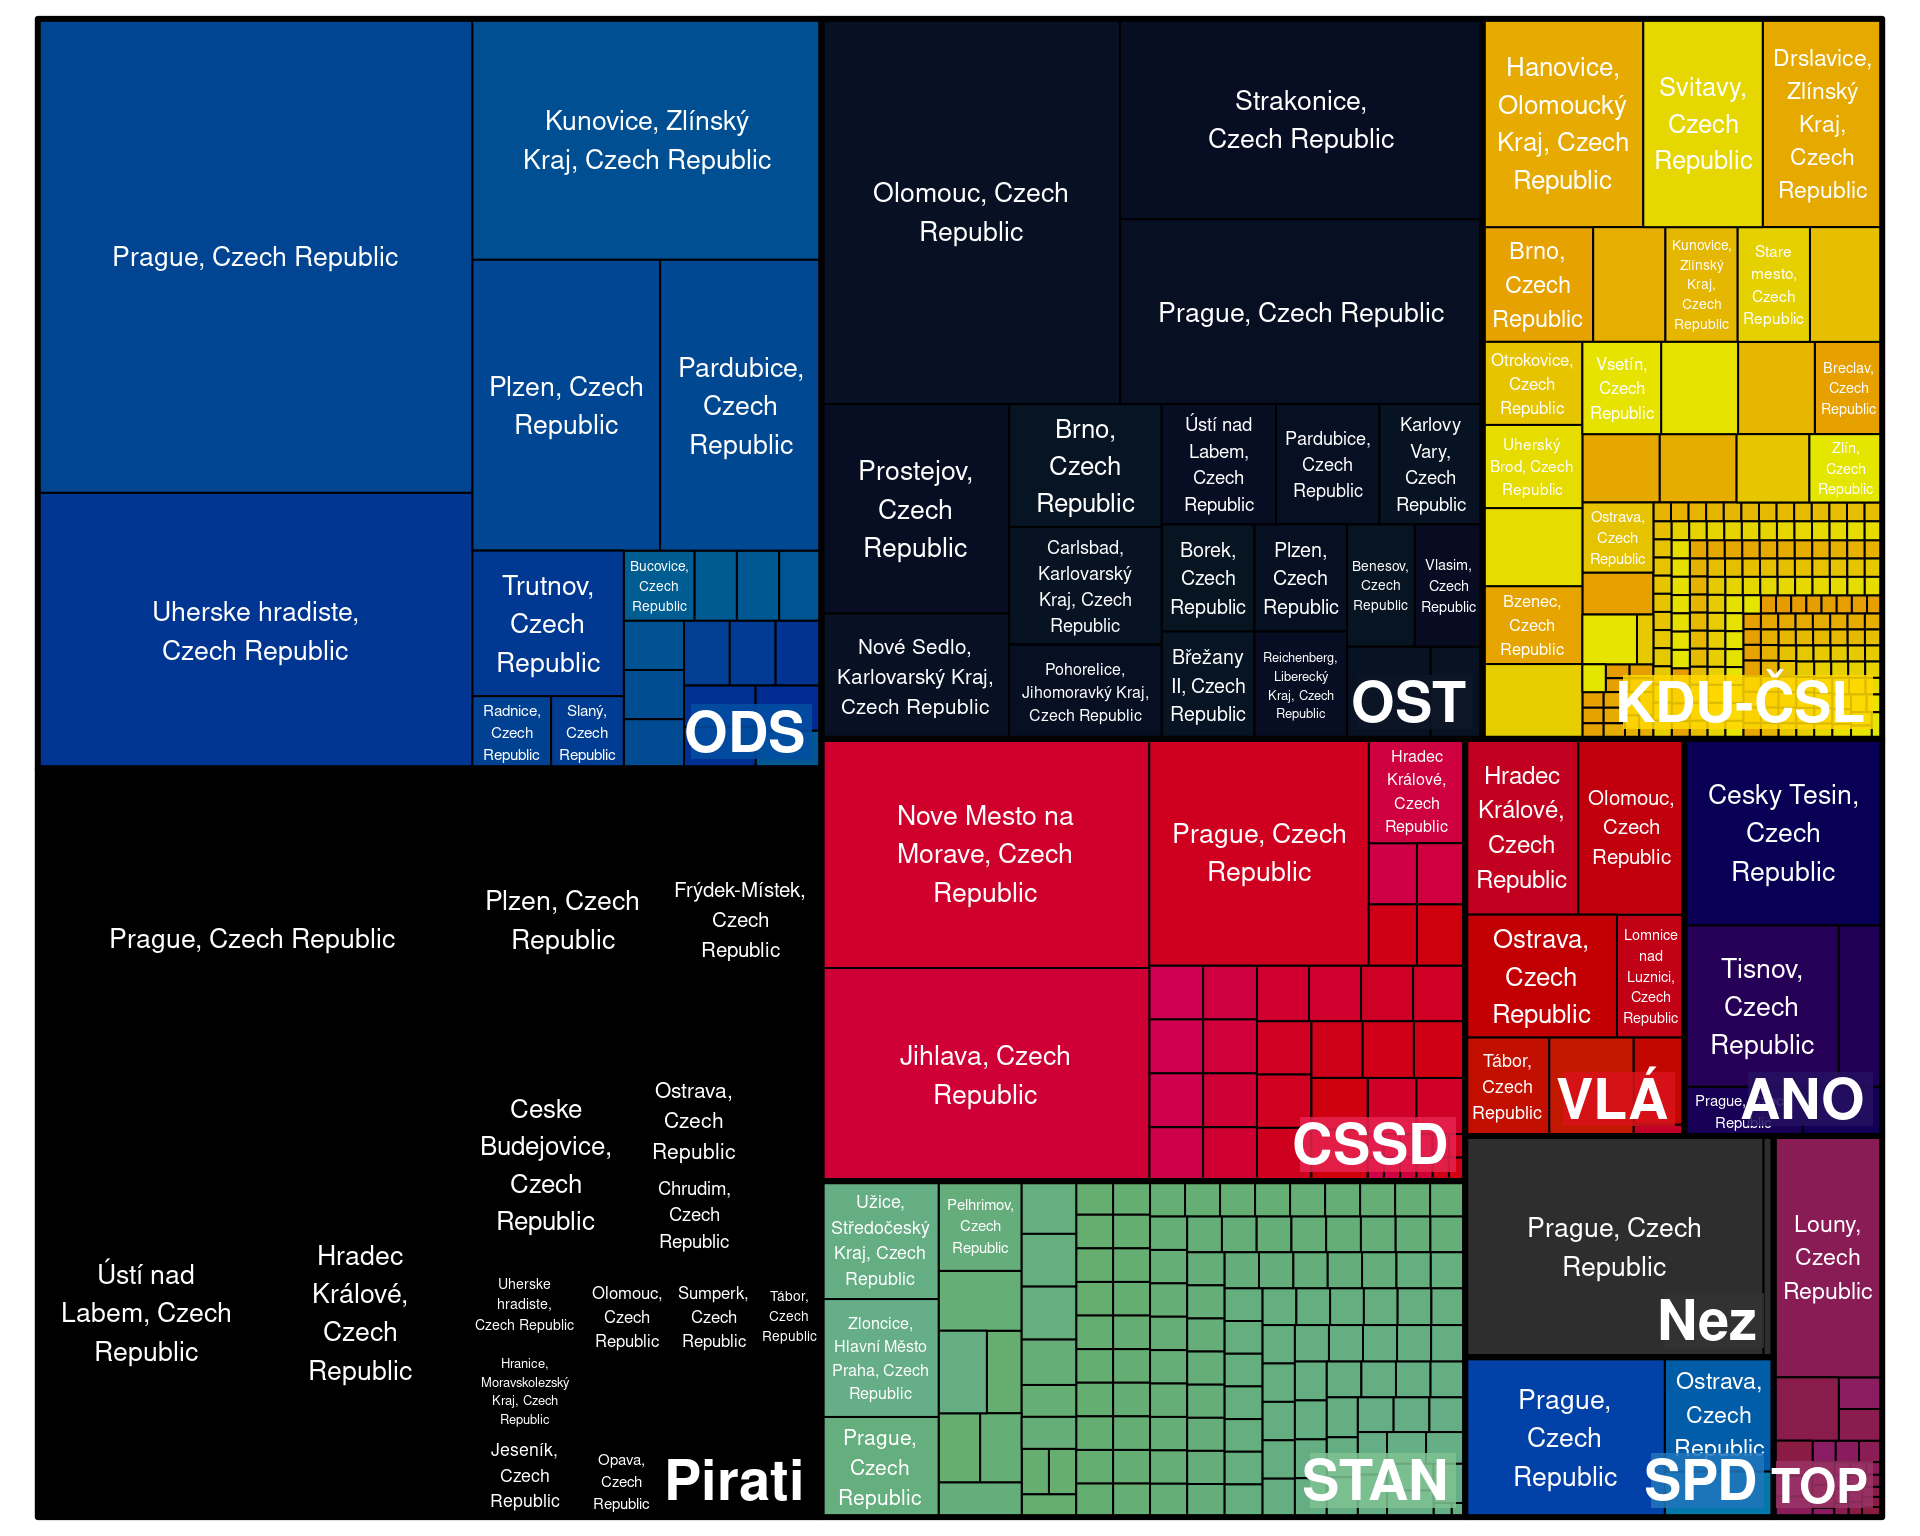 Prague, Czech Republic
Kunovice, Zlínský
Kraj, Czech Republic
Plzen, Czech
Republic
Pardubice,
Czech
Republic
Uherske hradiste,
Czech Republic
Trutnov,
Czech
Republic
Bucovice,
Czech
Republic
Radnice,
Czech
Republic
Slaný,
Czech
Republic
ODS
Olomouc, Czech
Republic
Strakonice,
Czech Republic
Prague, Czech Republic
Prostejov,
Czech
Republic
Nové Sedlo,
Karlovarský Kraj,
Czech Republic
Brno,
Czech
Republic
Carlsbad,
Karlovarský
Kraj, Czech
Republic
Pohorelice,
Jihomoravký Kraj,
Czech Republic
Ústí nad
Labem,
Czech
Republic
Pardubice,
Czech
Republic
Karlovy
Vary,
Czech
Republic
Borek,
Czech
Republic
Plzen,
Czech
Republic
Benesov,
Czech
Republic
Vlasim,
Czech
Republic
Břežany
II, Czech
Republic
Reichenberg,
Liberecký
Kraj, Czech
Republic
OST
Hanovice,
Olomoucký
Kraj, Czech
Republic
Svitavy,
Czech
Republic
Drslavice,
Zlínský
Kraj,
Czech
Republic
Brno,
Czech
Republic
Kunovice,
Zlínský
Kraj,
Czech
Republic
Stare
mesto,
Czech
Republic
Otrokovice,
Czech
Republic
Vsetín,
Czech
Republic
Breclav,
Czech
Republic
Uherský
Brod, Czech
Republic
Zlín,
Czech
Republic
Ostrava,
Czech
Republic
Bzenec,
Czech
Republic
KDU-ČSL
Prague, Czech Republic
Plzen, Czech
Republic
Frýdek-Místek,
Czech
Republic
Ústí nad
Labem, Czech
Republic
Hradec
Králové,
Czech
Republic
Ceske
Budejovice,
Czech
Republic
Ostrava,
Czech
Republic
Chrudim,
Czech
Republic
Uherske
hradiste,
Czech Republic
Olomouc,
Czech
Republic
Sumperk,
Czech
Republic
Tábor,
Czech
Republic
Hranice,
Moravskolezský
Kraj, Czech
Republic
Jeseník,
Czech
Republic
Opava,
Czech
Republic
Pirati
Nove Mesto na
Morave, Czech
Republic
Prague, Czech
Republic
Hradec
Králové,
Czech
Republic
Jihlava, Czech
Republic
CSSD
Hradec
Králové,
Czech
Republic
Olomouc,
Czech
Republic
Ostrava,
Czech
Republic
Lomnice
nad
Luznici,
Czech
Republic
Tábor,
Czech
Republic
VLÁ
Cesky Tesin,
Czech
Republic
Tisnov,
Czech
Republic
Prague,
Republic
ANO
Užice,
Středočeský
Kraj, Czech
Republic
Pelhrimov,
Czech
Republic
Zloncice,
Hlavní Město
Praha, Czech
Republic
Prague,
Czech
Republic
STAN
Prague, Czech
Republic
Nez
Prague,
Czech
Republic
Ostrava,
Czech
Republic
SPD
Louny,
Czech
Republic
TOP